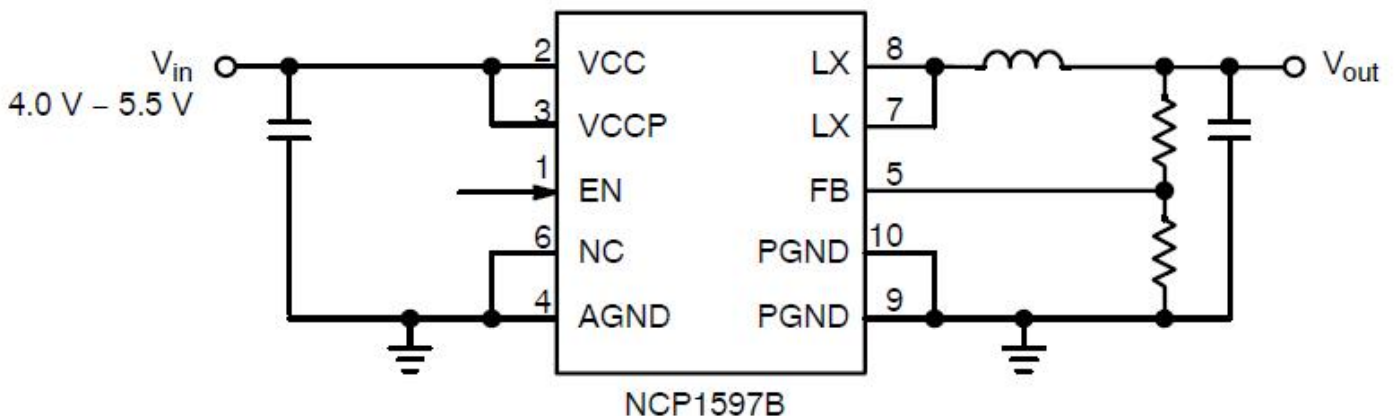 2 VCC LX 8
Vin
4.0 V – 5.5 V
Vout
3 VCCP LX 7
1 EN FB 5
6 NC PGND 10
4 AGND PGND 9
NCP1597B